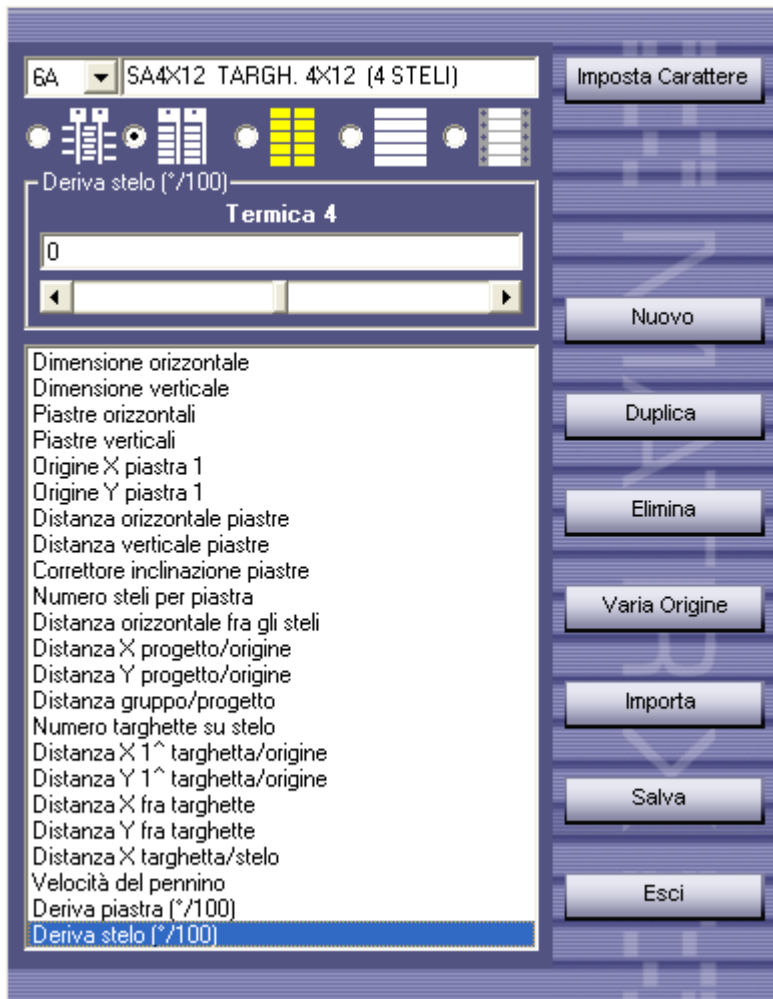 6A
SA4X12 TARGH. 4X12 (4 STELI)
Imposta Carattere
Deriva stelo (°/100)
Termica 4
0
Nuovo
Duplica
Elimina
Varia Origine
Importa
Salva
Esci
Dimensione orizzontale
Dimensione verticale
Piastre orizzontali
Piastre verticali
Origine X piastra 1
Origine Y piastra 1
Distanza orizzontale piastre
Distanza verticale piastre
Correttore inclinazione piastre
Numero steli per piastra
Distanza orizzontale fra gli steli
Distanza X progetto/origine
Distanza Y progetto/origine
Distanza gruppo/progetto
Numero targhette su stelo
Distanza X 1^ targhetta/origine
Distanza Y 1^ targhetta/origine
Distanza X fra targhette
Distanza Y fra targhette
Distanza X targhetta/stelo
Velocità del pennino
Deriva piastra (°/100)
Deriva stelo (°/100)